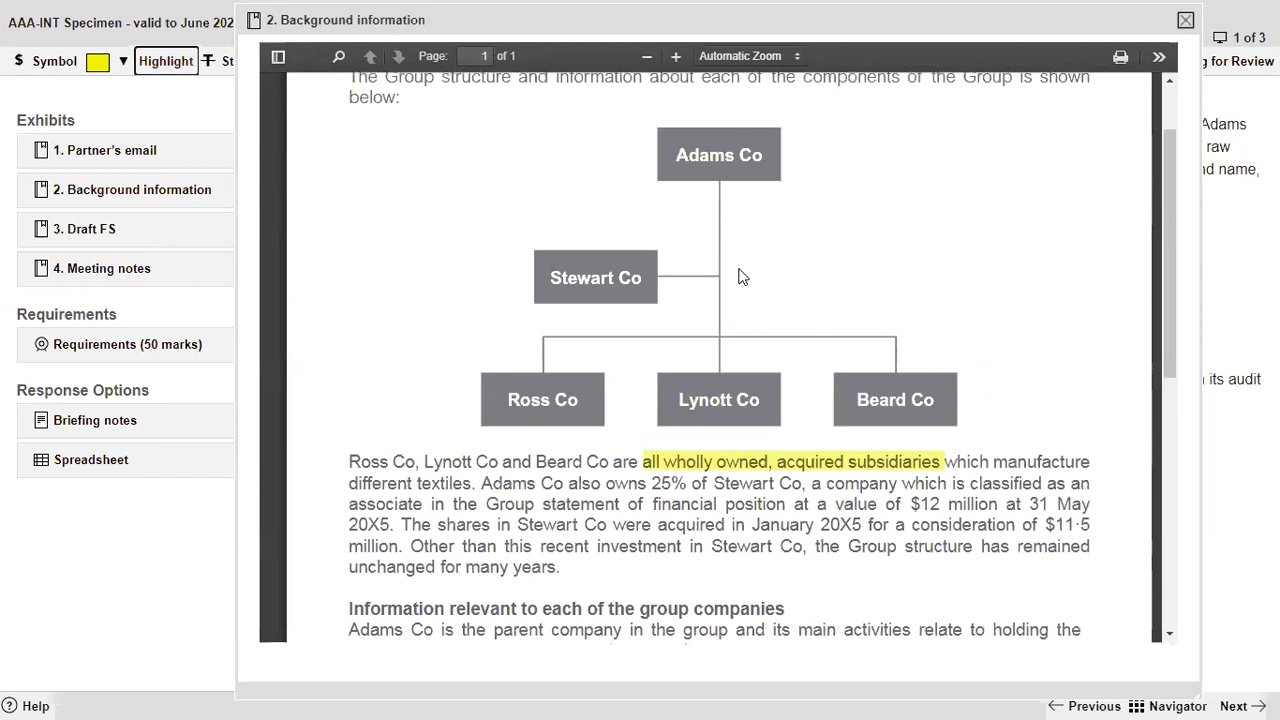 AAA-INT Specimen - valid to June 202
2. Background information
1 of 3
$ Symbol
Highlight
T St
g for Review
Page: 1 of 1
Automatic Zoom
Exhibits
1. Partner's email
2. Background information
3. Draft FS
4. Meeting notes
Requirements
Requirements (50 marks)
Response Options
Briefing notes
Spreadsheet
The Group structure and information about each of the components of the Group is shown
below:
Adams Co
Stewart Co
Ross Co
Lynott Co
Beard Co
Ross Co, Lynott Co and Beard Co are all wholly owned, acquired subsidiaries which manufacture
different textiles. Adams Co also owns 25% of Stewart Co, a company which is classified as an
associate in the Group statement of financial position at a value of $12 million at 31 May
20X5. The shares in Stewart Co were acquired in January 20X5 for a consideration of $11·5
million. Other than this recent investment in Stewart Co, the Group structure has remained
unchanged for many years.
Information relevant to each of the group companies
Adams Co is the parent company in the group and its main activities relate to holding the
Adams
raw
nd name,
n its audit
Help
Previous
Navigator
Next